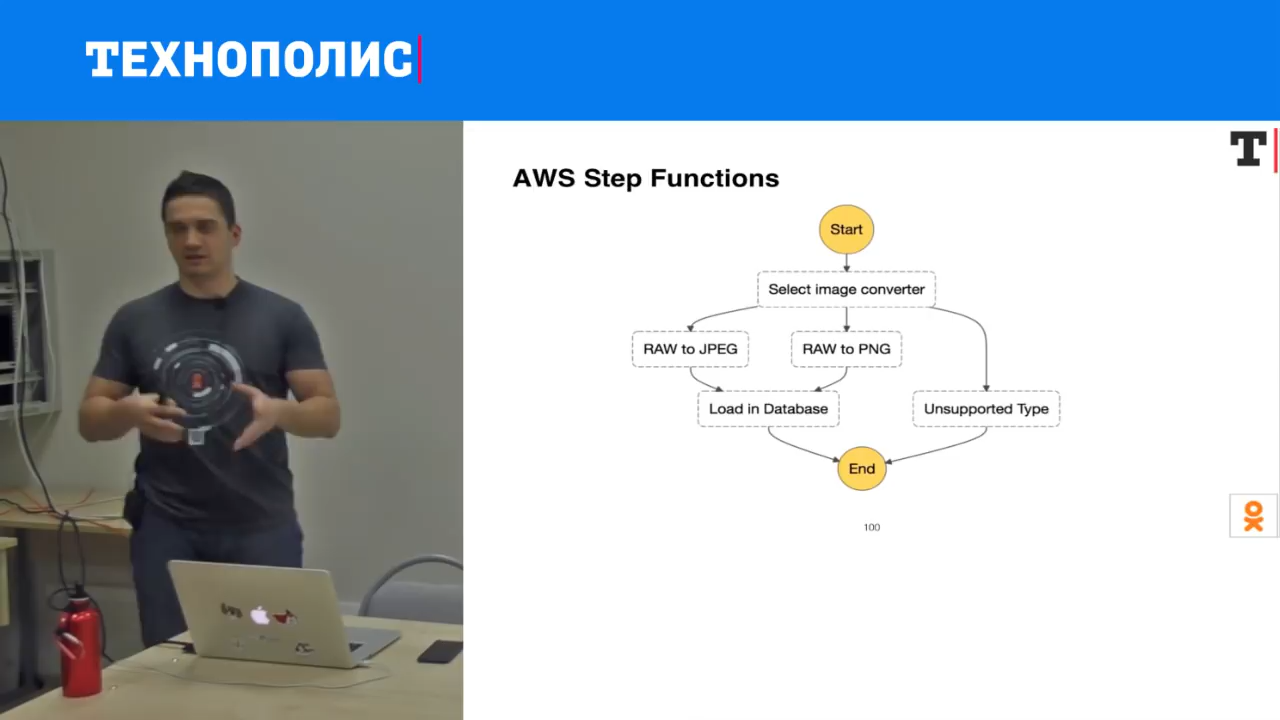 ТЕХНОПОЛИС
T
AWS Step Functions
Start
Select image converter
RAW to JPEG
RAW to PNG
Load in Database
Unsupported Type
End
100